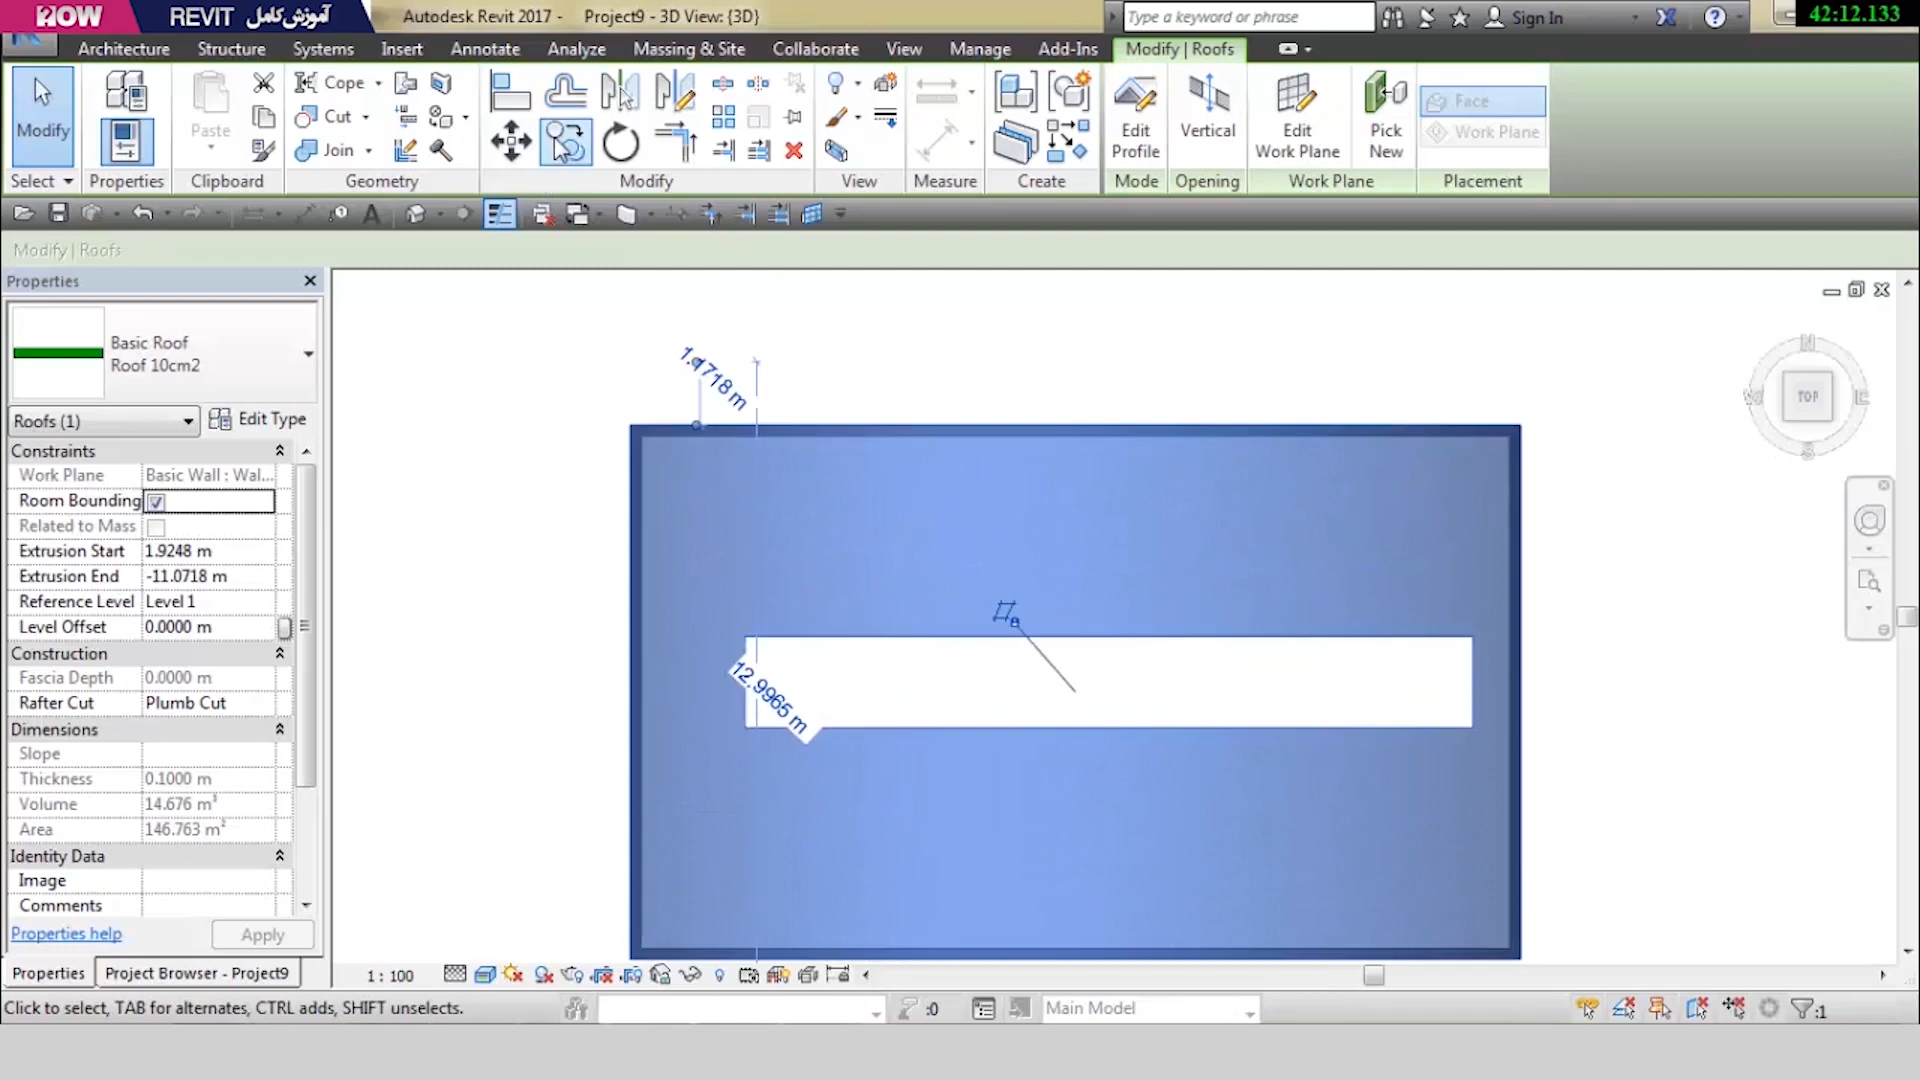 2ROW
REVIT آموزش کامل
Autodesk Revit 2017 -
Project9 - 3D View: {3D}
Type a keyword or phrase
Sign In
42:12.133
Architecture
Structure
Systems
Insert
Annotate
Analyze
Massing & Site
Collaborate
View
Manage
Add-Ins
Modify | Roofs
Modify
Paste
Cope
Cut
Join
Edit
Profile
Vertical
Edit
Work Plane
Pick
New
Face
Work Plane
Select
Properties
Clipboard
Geometry
Modify
View
Measure
Create
Mode
Opening
Work Plane
Placement
Modify | Roofs
Properties
Basic Roof
Roof 10cm2
Roofs (1)
Edit Type
Constraints
Work Plane Basic Wall : Wal...
Room Bounding
Related to Mass
Extrusion Start 1.9248 m
Extrusion End -11.0718 m
Reference Level Level 1
Level Offset 0.0000 m
Construction
Fascia Depth 0.0000 m
Rafter Cut Plumb Cut
Dimensions
Slope
Thickness 0.1000 m
Volume 14.676 m³
Area 146.763 m²
Identity Data
Image
Comments
Properties help
Apply
Properties
Project Browser - Project9
12.9965 m
N
TOP
E
S
1 : 100
Click to select, TAB for alternates, CTRL adds, SHIFT unselects.
:0
Main Model
:1